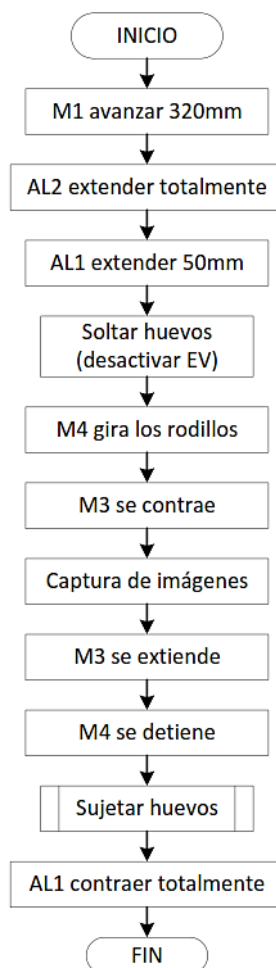 INICIO
M1 avanzar 320mm
AL2 extender totalmente
AL1 extender 50mm
Soltar huevos
(desactivar EV)
M4 gira los rodillos
M3 se contrae
Captura de imágenes
M3 se extiende
M4 se detiene
Sujetar huevos
AL1 contraer totalmente
FIN